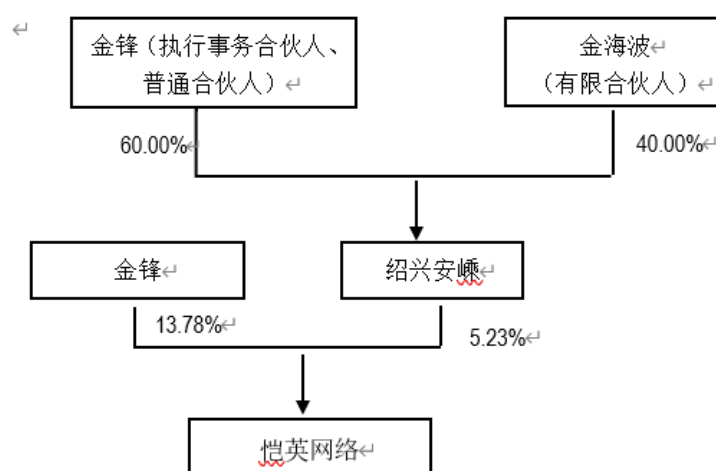 金锋（执行事务合伙人、
普通合伙人）
金海波
（有限合伙人）
60.00%
40.00%
金锋
绍兴安嵊
13.78%
5.23%
恺英网络